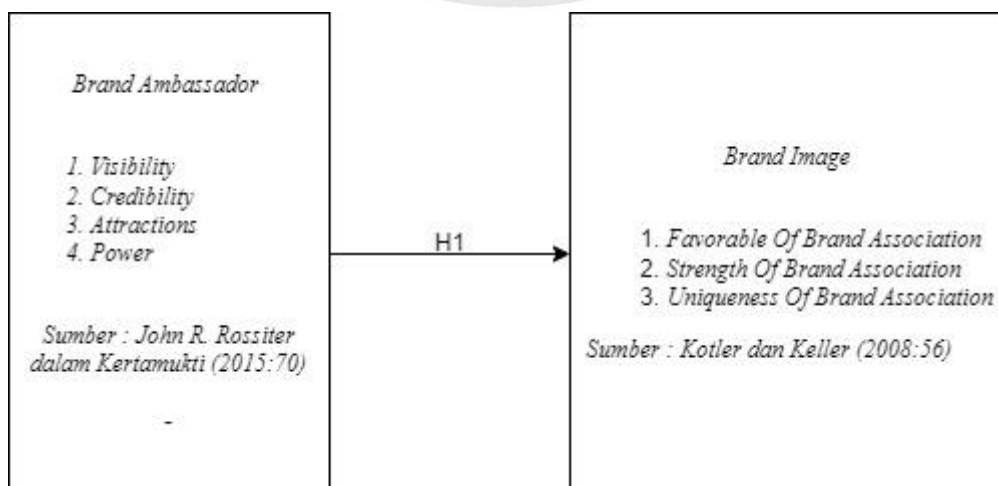 Brand Ambassador
1. Visibility
2. Credibility
3. Attractions
4. Power
Sumber : John R. Rossiter
dalam Kertamukti (2015:70)
-
H1
Brand Image
1. Favorable Of Brand Association
2. Strength Of Brand Association
3. Uniqueness Of Brand Association
Sumber : Kotler dan Keller (2008:56)